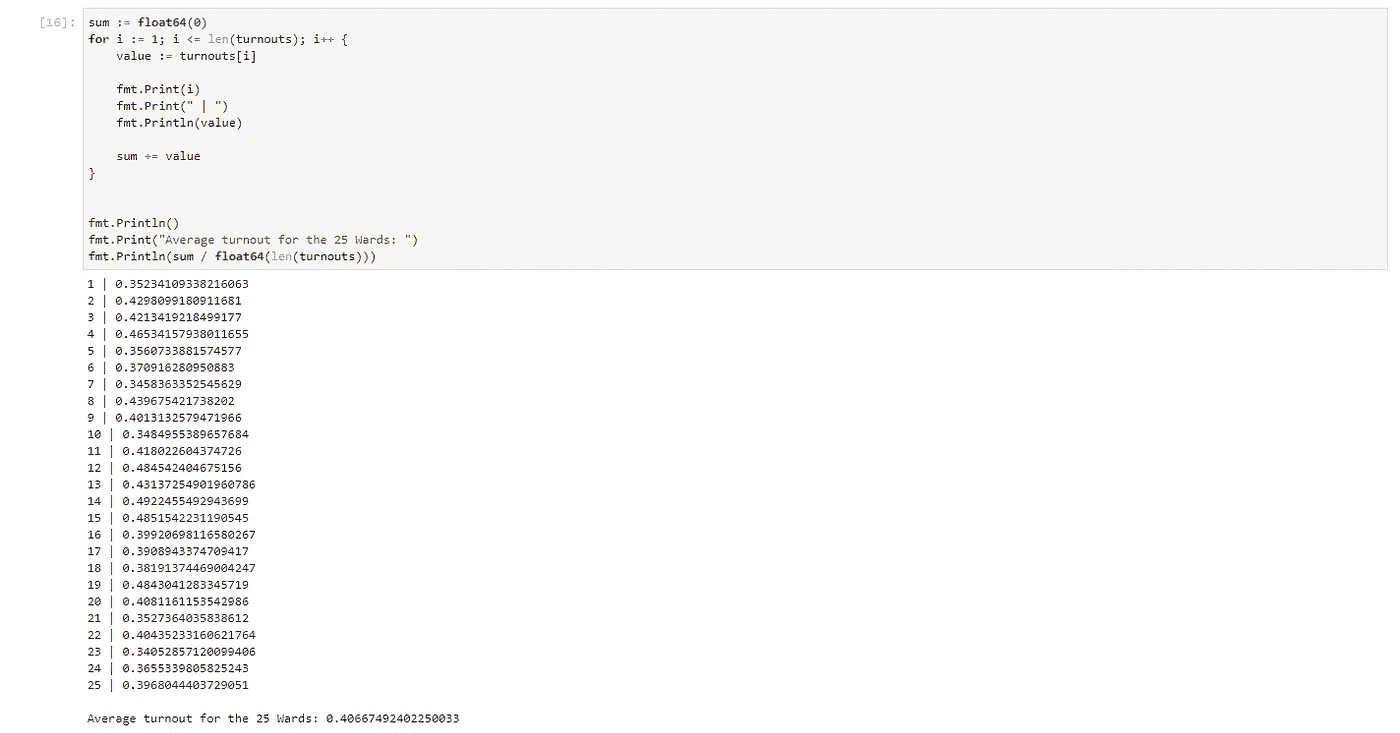 [16]: sum := float64(0)
for i := 1; i <= len(turnouts); i++ {
    value := turnouts[i]
    fmt.Print(i)
    fmt.Print(" | ")
    fmt.Println(value)
    sum += value
}
fmt.Println()
fmt.Print("Average turnout for the 25 Wards: ")
fmt.Println(sum / float64(len(turnouts)))
1 | 0.35234109338216063
2 | 0.4298099180911681
3 | 0.4213419218499177
4 | 0.46534157938011655
5 | 0.3560733881574577
6 | 0.370916280950883
7 | 0.3458363352545629
8 | 0.439675421738202
9 | 0.4013132579471966
10 | 0.3484955389657684
11 | 0.418022604374726
12 | 0.484542404675156
13 | 0.43137254901960786
14 | 0.4922455492943699
15 | 0.4851542231190545
16 | 0.39920698116580267
17 | 0.3908943374709417
18 | 0.38191374469004247
19 | 0.4843041283345719
20 | 0.4081161153542986
21 | 0.3527364035838612
22 | 0.40435233160621764
23 | 0.34052857120099406
24 | 0.3655339805825243
25 | 0.3968044403729051
Average turnout for the 25 Wards: 0.40667492402250033